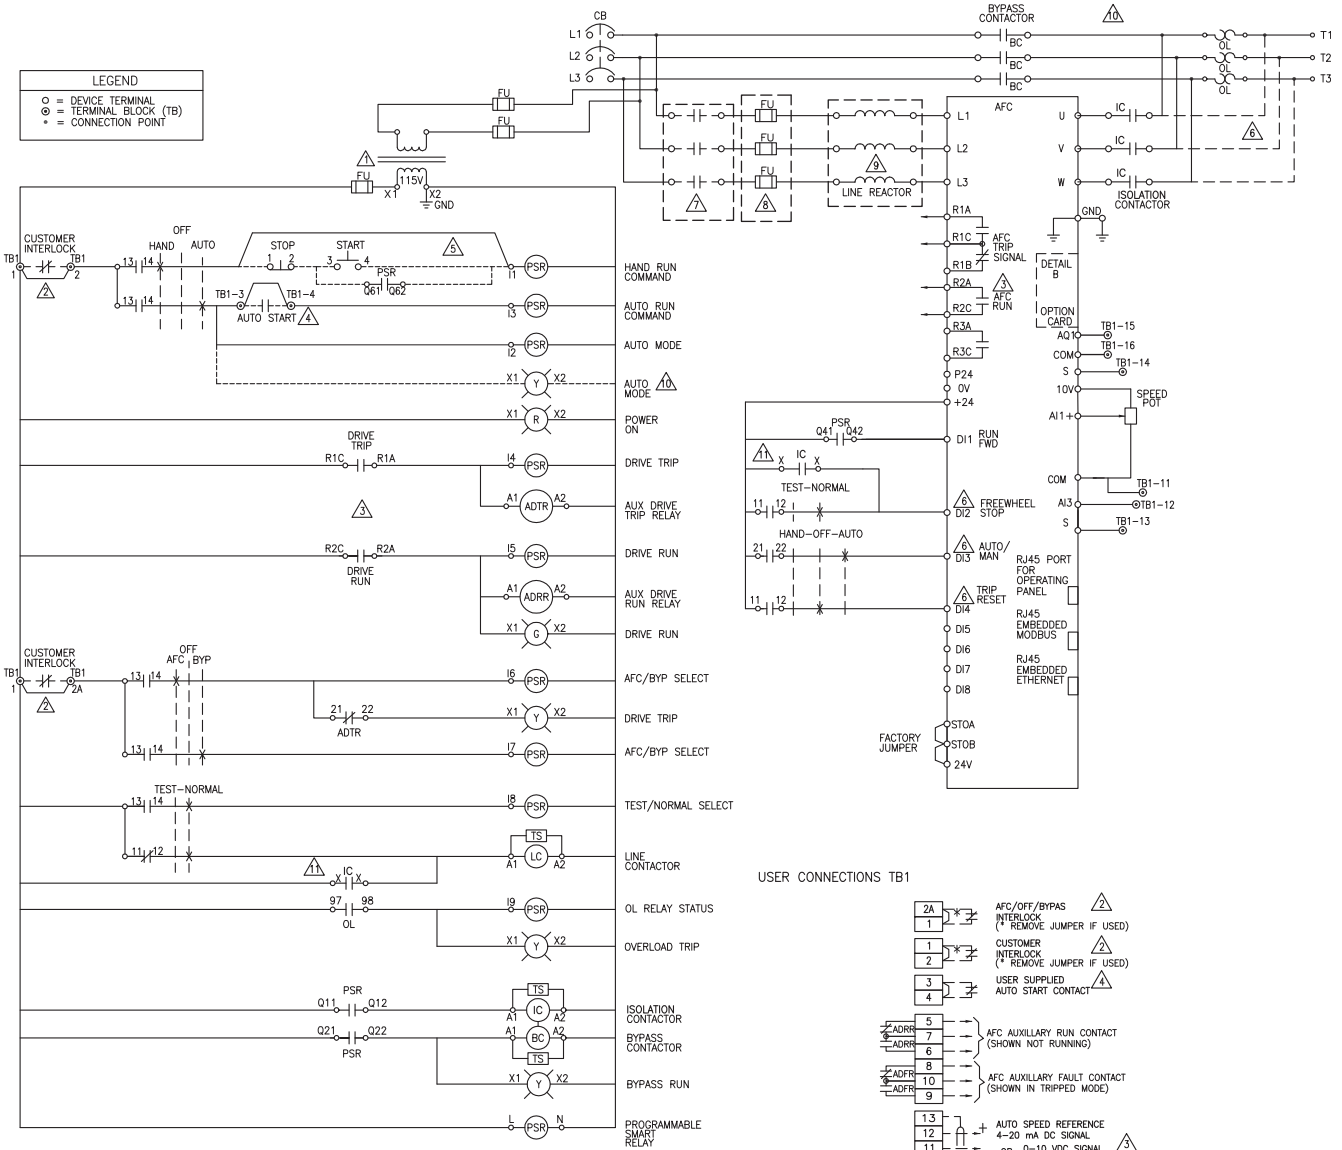 CB
BYPASS
CONTACTOR
10
L1
BC
OL
T1
L2
OL
T2
L3
BC
OL
T3
LEGEND
= DEVICE TERMINAL
= TERMINAL BLOCK (TB)
= CONNECTION POINT
FU
FU
1
FU
115V
X1
X2
GND
7
FU
FU
FU
8
9
LINE REACTOR
AFC
L1
L2
L3
U
V
W
IC
IC
IC
ISOLATION
CONTACTOR
6
GND
CUSTOMER
INTERLOCK
TB1
1
TB1
2
2
OFF
HAND
AUTO
13
14
STOP
1
2
START
3
4
5
PSR
Q61
Q62
I1
PSR
HAND RUN
COMMAND
13
14
TB1-3
TB1-4
AUTO START
4
I3
PSR
AUTO RUN
COMMAND
I2
PSR
AUTO MODE
X1
Y
X2
AUTO
MODE
10
X1
R
X2
POWER
ON
DRIVE
TRIP
R1C
R1A
I4
PSR
DRIVE TRIP
A1
ADTR
A2
AUX DRIVE
TRIP RELAY
3
R2C
R2A
DRIVE
RUN
I5
PSR
DRIVE RUN
A1
ADRR
A2
AUX DRIVE
RUN RELAY
X1
G
X2
DRIVE RUN
CUSTOMER
INTERLOCK
TB1
1
TB1
2A
2
OFF
AFC
BYP
13
14
I6
PSR
AFC/BYP SELECT
21
22
ADTR
X1
Y
X2
DRIVE TRIP
13
14
I7
PSR
AFC/BYP SELECT
TEST-NORMAL
13
14
I8
PSR
TEST/NORMAL SELECT
11
12
TS
A1
LC
A2
LINE
CONTACTOR
11
IC
X
X
97
98
OL
I9
PSR
OL RELAY STATUS
X1
Y
X2
OVERLOAD TRIP
PSR
Q11
Q12
TS
A1
IC
A2
ISOLATION
CONTACTOR
Q21
Q22
PSR
A1
BC
A2
TS
BYPASS
CONTACTOR
X1
Y
X2
BYPASS RUN
L
PSR
N
PROGRAMMABLE
SMART
RELAY
R1A
R1C
R1B
AFC
TRIP
SIGNAL
R2A
R2C
3
AFC
RUN
R3A
R3C
P24
0V
+24
DETAIL
B
OPTION
CARD
AQ1
TB1-15
COM
TB1-16
S
TB1-14
10V
SPEED
POT
AI1+
COM
TB1-11
AI3
TB1-12
S
TB1-13
PSR
Q41
Q42
DI1
RUN
FWD
11
X
IC
X
TEST-NORMAL
11
12
DI2
6
FREEWHEEL
STOP
HAND-OFF-AUTO
21
22
DI3
6
AUTO/
MAN
11
12
DI4
6
TRIP
RESET
DI5
DI6
DI7
DI8
RJ45 PORT
FOR
OPERATING
PANEL
RJ45
EMBEDDED
MODBUS
RJ45
EMBEDDED
ETHERNET
FACTORY
JUMPER
STOA
STOB
24V
USER CONNECTIONS TB1
2A
1
*
AFC/OFF/BYPAS
INTERLOCK
(* REMOVE JUMPER IF USED)
2
1
2
*
CUSTOMER
INTERLOCK
(* REMOVE JUMPER IF USED)
2
3
4
USER SUPPLIED
AUTO START CONTACT
4
ADRR
ADRR
5
7
6
AFC AUXILLARY RUN CONTACT
(SHOWN NOT RUNNING)
ADFR
ADFR
8
10
9
AFC AUXILLARY FAULT CONTACT
(SHOWN IN TRIPPED MODE)
13
12
11
+
AUTO SPEED REFERENCE
4-20 mA DC SIGNAL
OR 0-10 VDC SIGNAL
3